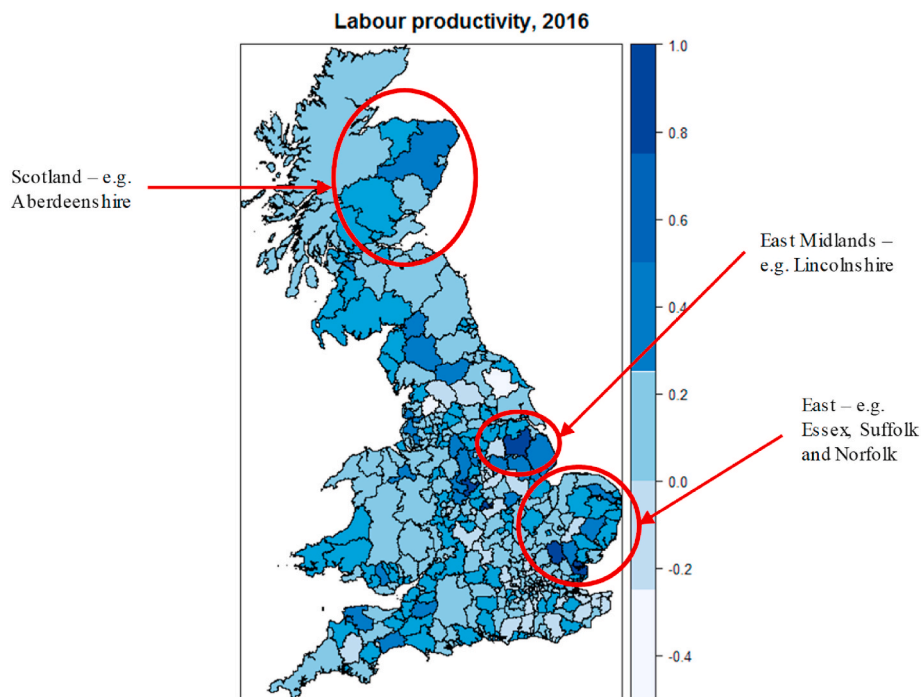 Labour productivity, 2016
1.0
0.8
Scotland – e.g.
Aberdeenshire
0.6
East Midlands –
e.g. Lincolnshire
0.4
0.2
East – e.g.
Essex, Suffolk
and Norfolk
0.0
-0.2
-0.4